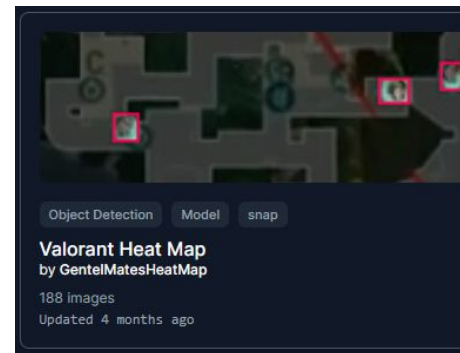 C
Object Detection Model snap
Valorant Heat Map
by GentelMatesHeatMap
188 images
Updated 4 months ago